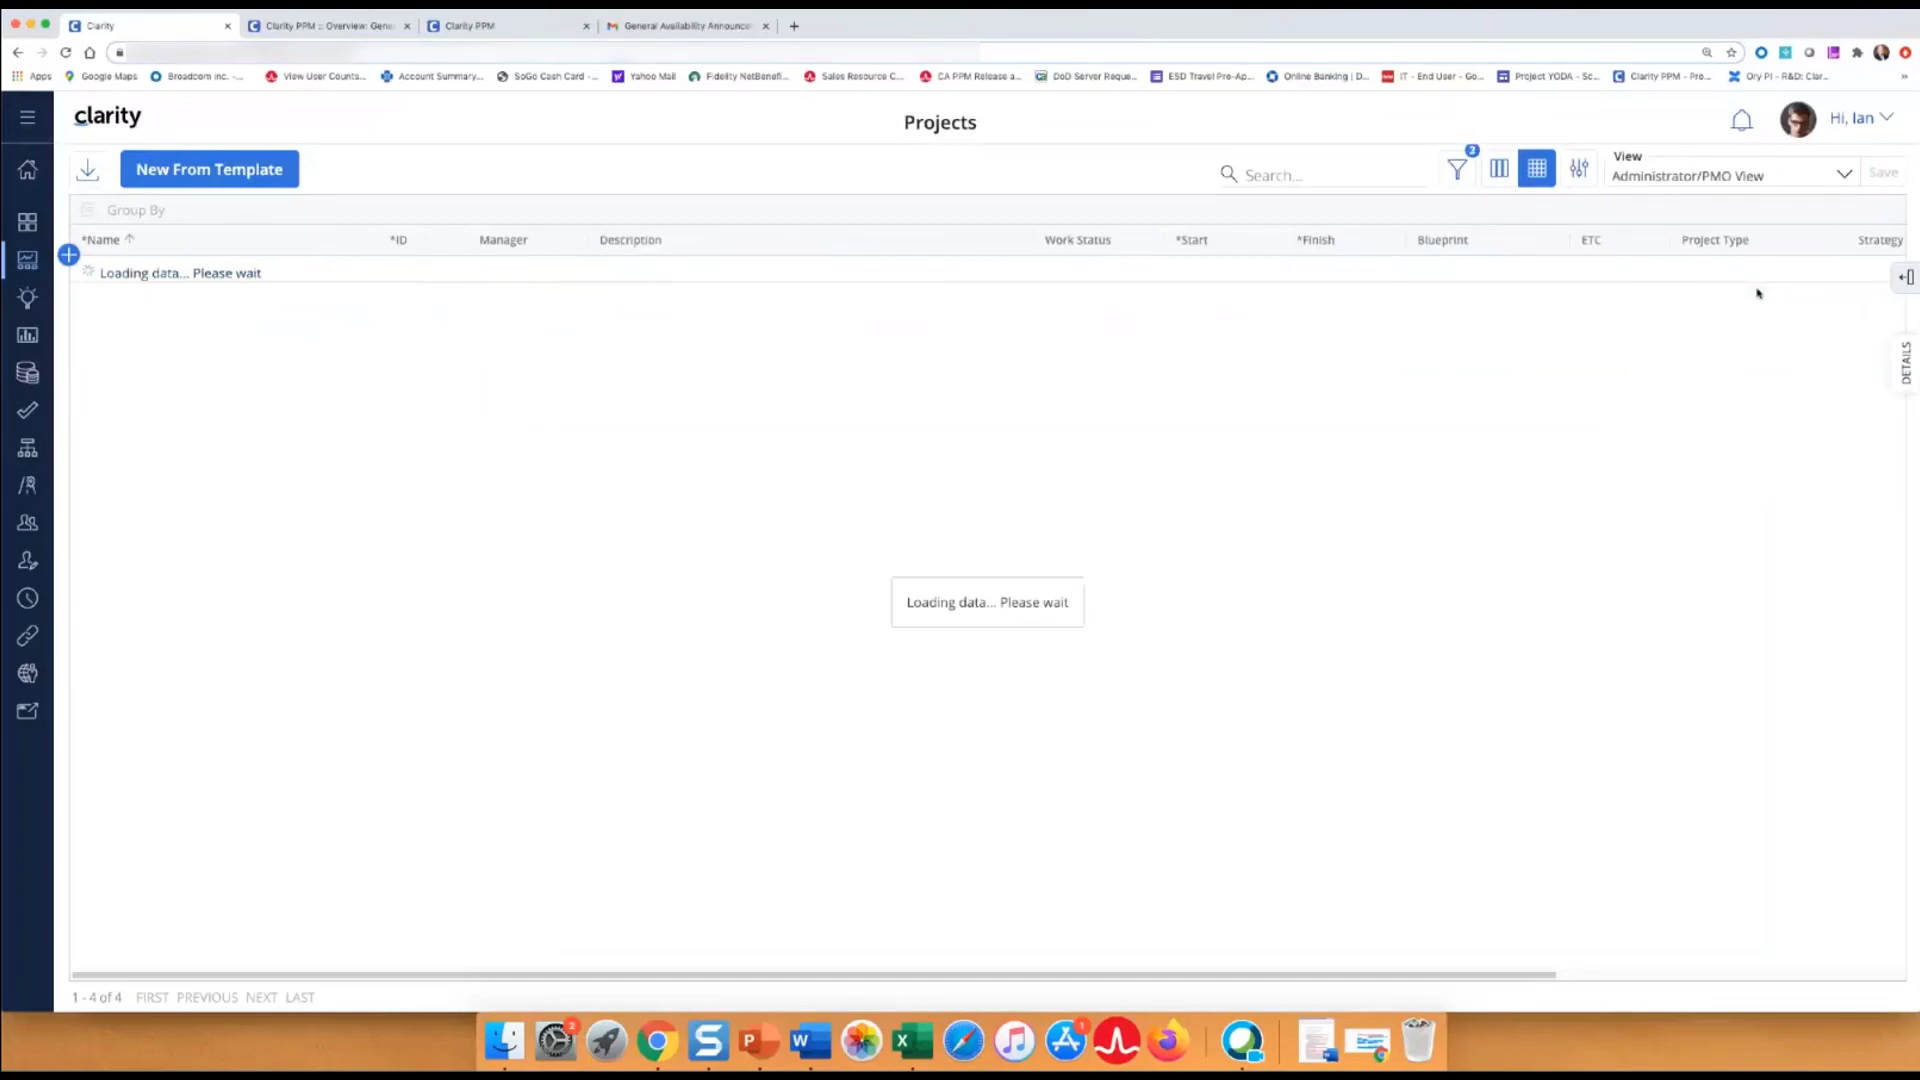 Clarity
Clarity PPM :: Overview: Gene
Clarity PPM
General Availability Announce
Apps
Google Maps
Broadcom Inc. -...
View User Counts...
Account Summary...
SoGo Cash Card -...
Yahoo Mail
Fidelity NetBenefi...
Sales Resource C...
CA PPM Release a...
DoD Server Reque...
ESD Travel Pre-Ap...
Online Banking | D...
IT - End User - Go...
Project YODA - Sc...
Clarity PPM - Pro...
Ory PI - R&D: Clar...
clarity
Projects
Hi, Ian
New From Template
Search...
3
View
Administrator/PMO View
Save
Group By
*Name
*ID
Manager
Description
Work Status
*Start
*Finish
Blueprint
ETC
Project Type
Strategy
Loading data... Please wait
DETAILS
Loading data... Please wait
1 - 4 of 4 FIRST PREVIOUS NEXT LAST
2
S
P
W
X
1